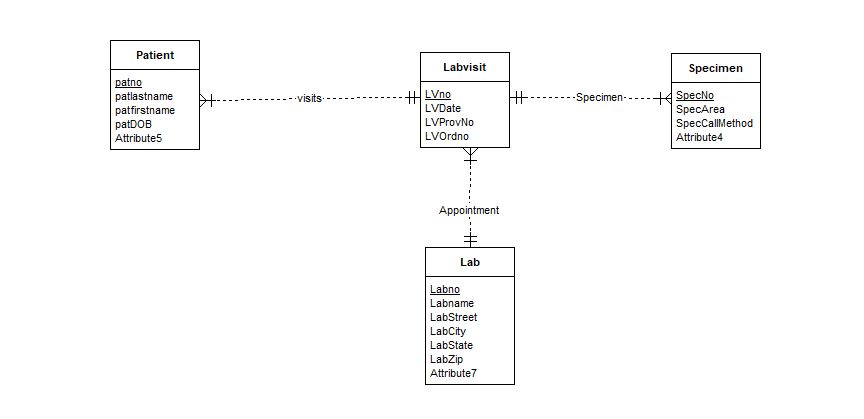 Patient
patno
patlastname
patfirstname
patDOB
Attribute5
visits
Labvisit
LVno
LVDate
LVProvNo
LVOrdno
Specimen
Specimen
SpecNo
SpecArea
SpecCallMethod
Attribute4
Appointment
Lab
Labno
Labname
LabStreet
LabCity
LabState
LabZip
Attribute7